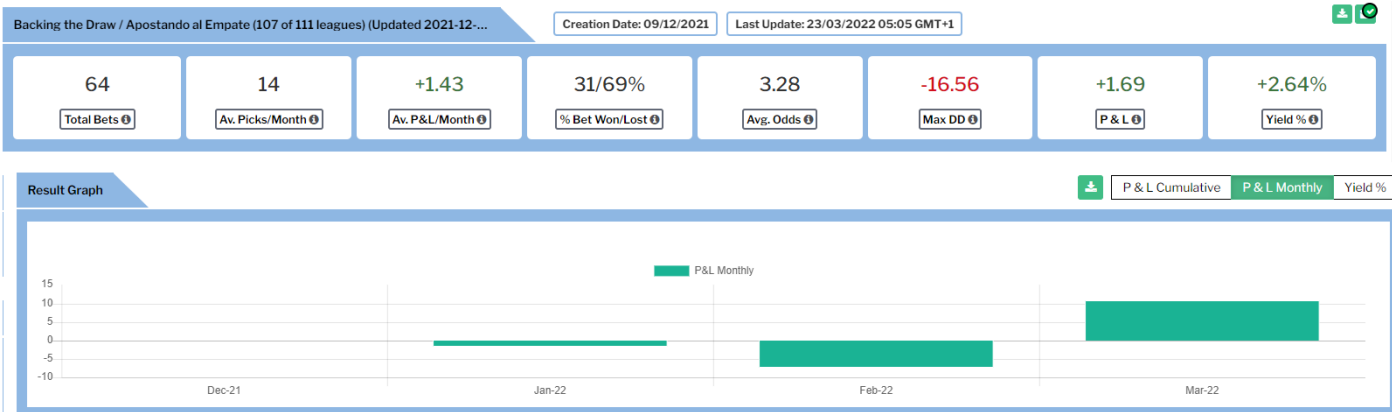 Backing the Draw / Apostando al Empate (107 of 111 leagues) (Updated 2021-12-...
Creation Date: 09/12/2021
Last Update: 23/03/2022 05:05 GMT+1
64 14 +1.43 31/69% 3.28 -16.56 +1.69 +2.64%
Total Bets Av. Picks/Month Av. P&L/Month % Bet Won/Lost Avg. Odds Max DD P & L Yield %
Result Graph
P & L Cumulative P & L Monthly Yield %
P&L Monthly
15
10
5
0
-5
-10
Dec-21 Jan-22 Feb-22 Mar-22